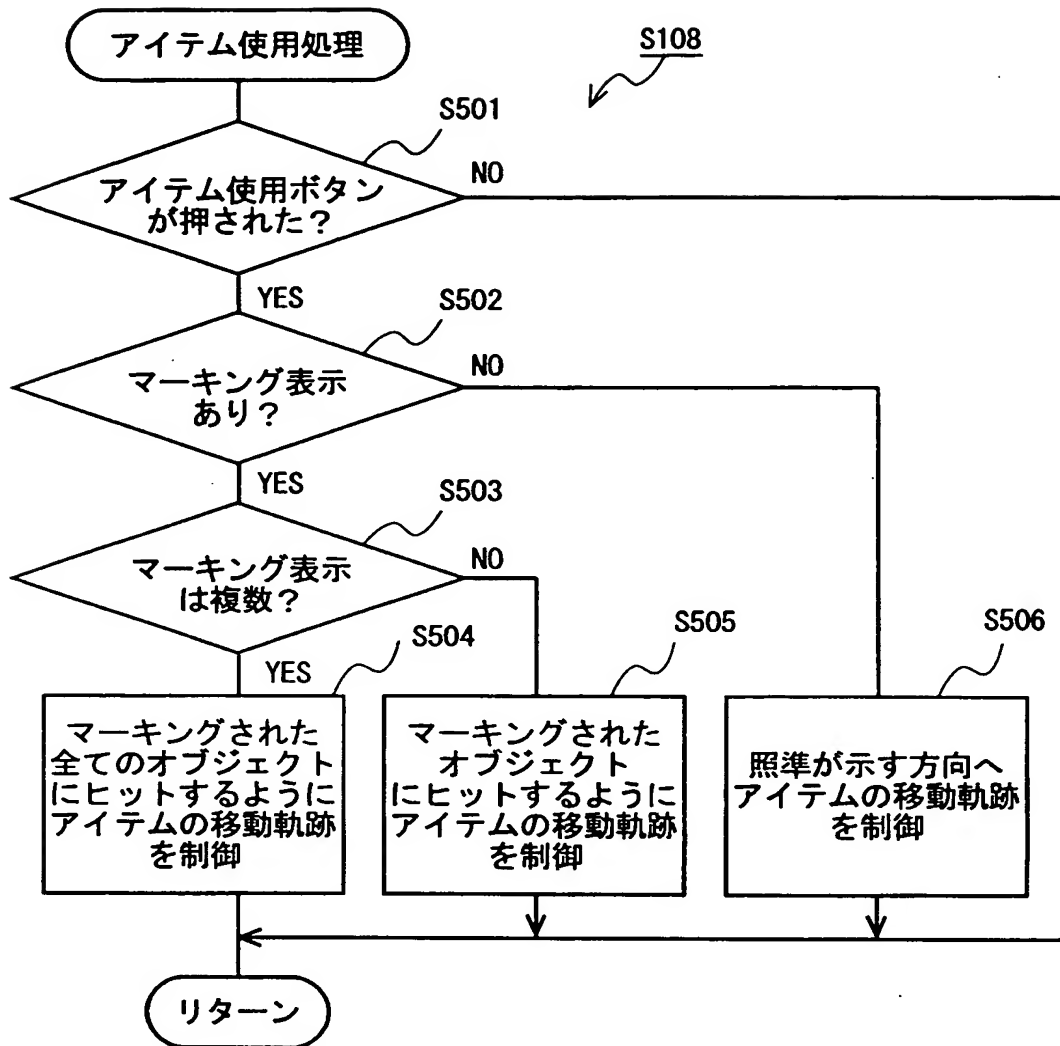 アイテム使用処理
S108
S501
アイテム使用ボタン
が押された?
NO
YES
S502
マーキング表示
あり?
NO
YES
S503
マーキング表示
は複数?
NO
YES
S504
マーキングされた
全てのオブジェクト
にヒットするように
アイテムの移動軌跡
を制御
S505
マーキングされた
オブジェクト
にヒットするように
アイテムの移動軌跡
を制御
S506
照準が示す方向へ
アイテムの移動軌跡
を制御
リターン